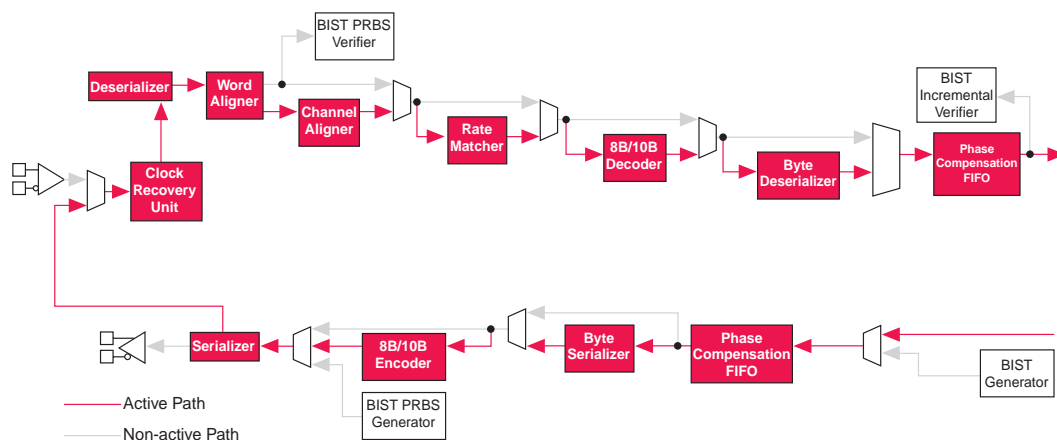 BIST PRBS
Verifier
Deserializer
Word
Aligner
Channel
Aligner
Rate
Matcher
8B/10B
Decoder
Byte
Deserializer
BIST
Incremental
Verifier
Phase
Compensation
FIFO
Clock
Recovery
Unit
Serializer
8B/10B
Encoder
BIST PRBS
Generator
Byte
Serializer
Phase
Compensation
FIFO
BIST
Generator
Active Path
Non-active Path